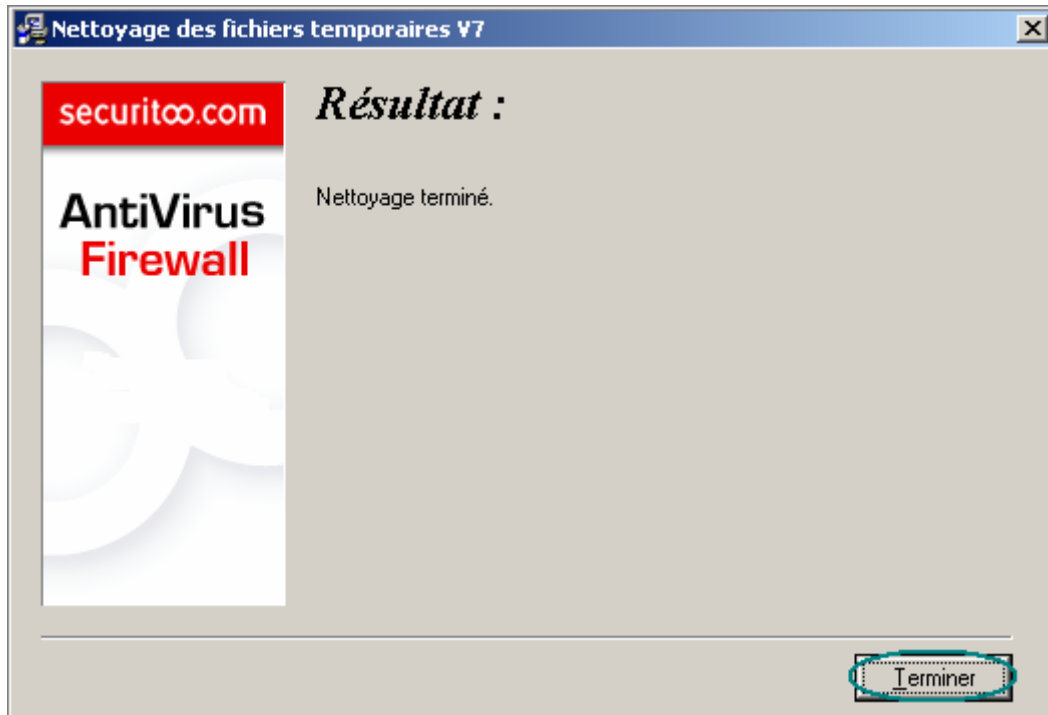 Nettoyage des fichiers temporaires V7
securitoo.com
AntiVirus
Firewall
Résultat :
Nettoyage terminé.
Terminer